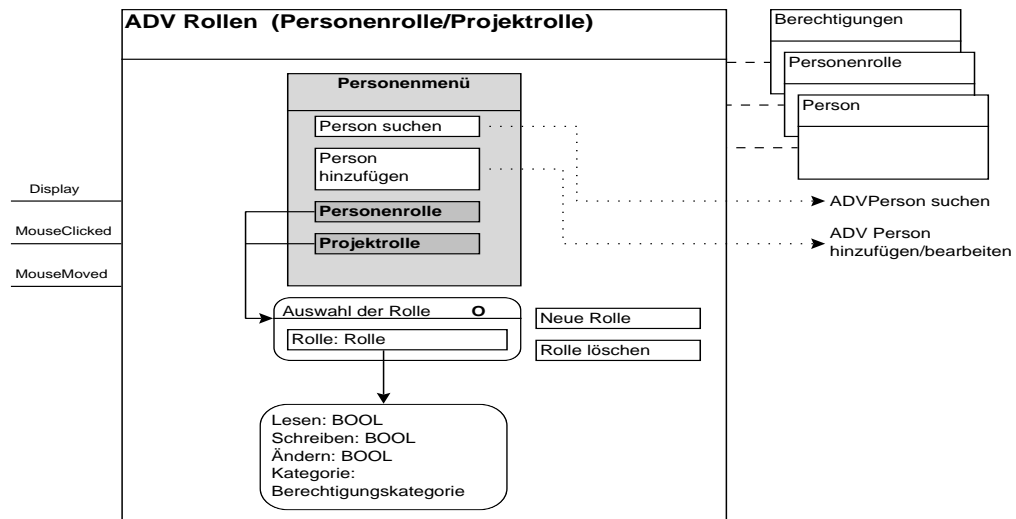 ADV Rollen (Personenrolle/Projektrolle)
Berechtigungen
Personenrolle
Person
Personenmenü
Person suchen
Person
hinzufügen
Personenrolle
Projektrolle
Display
MouseClicked
MouseMoved
ADVPerson suchen
ADV Person
hinzufügen/bearbeiten
Auswahl der Rolle O
Rolle: Rolle
Neue Rolle
Rolle löschen
Lesen: BOOL
Schreiben: BOOL
Ändern: BOOL
Kategorie:
Berechtigungskategorie